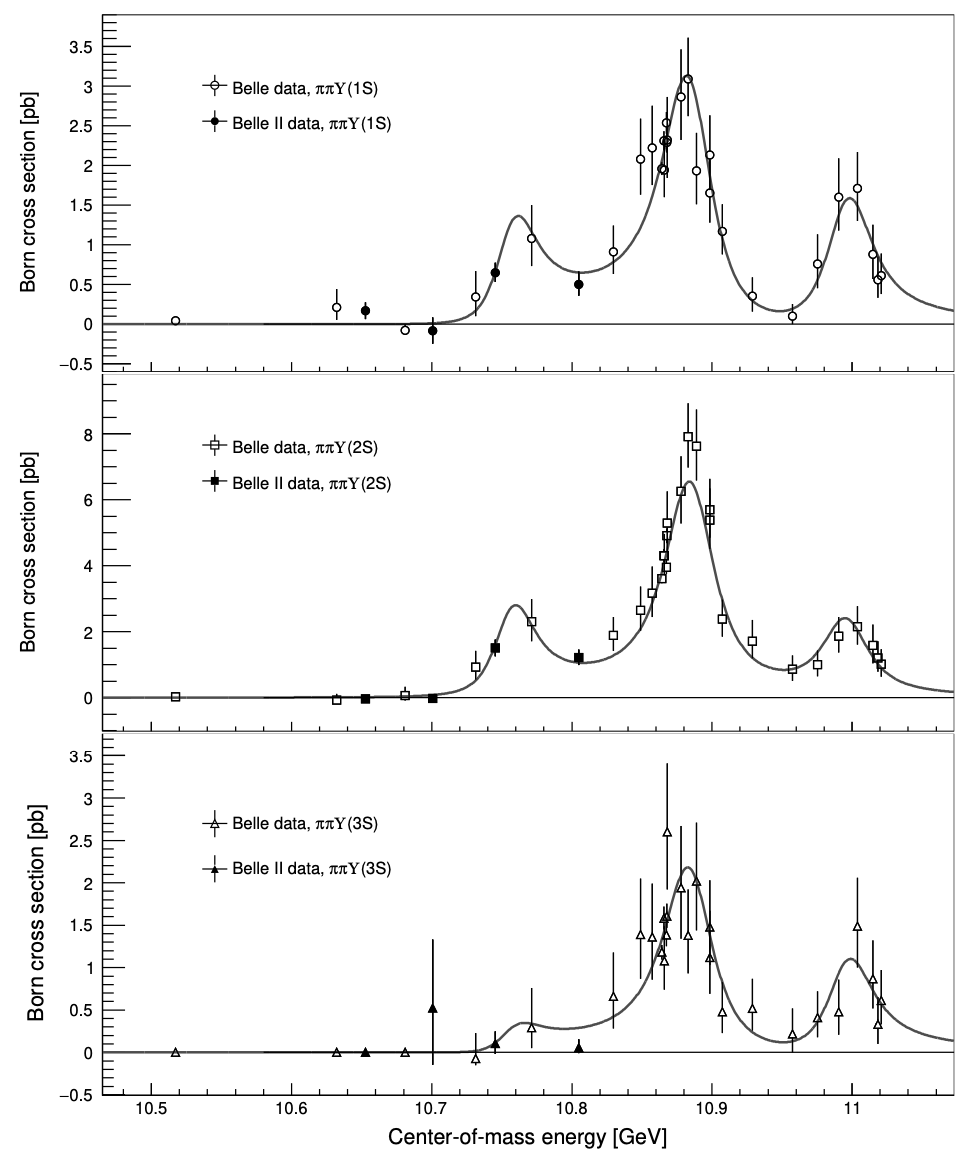 Born cross section [pb]
3.5
3
2.5
2
1.5
1
0.5
0
−0.5
Belle data, ππΥ(1S)
Belle II data, ππΥ(1S)
Born cross section [pb]
8
6
4
2
0
Belle data, ππΥ(2S)
Belle II data, ππΥ(2S)
Born cross section [pb]
3.5
3
2.5
2
1.5
1
0.5
0
−0.5
Belle data, ππΥ(3S)
Belle II data, ππΥ(3S)
10.5 10.6 10.7 10.8 10.9 11
Center-of-mass energy [GeV]